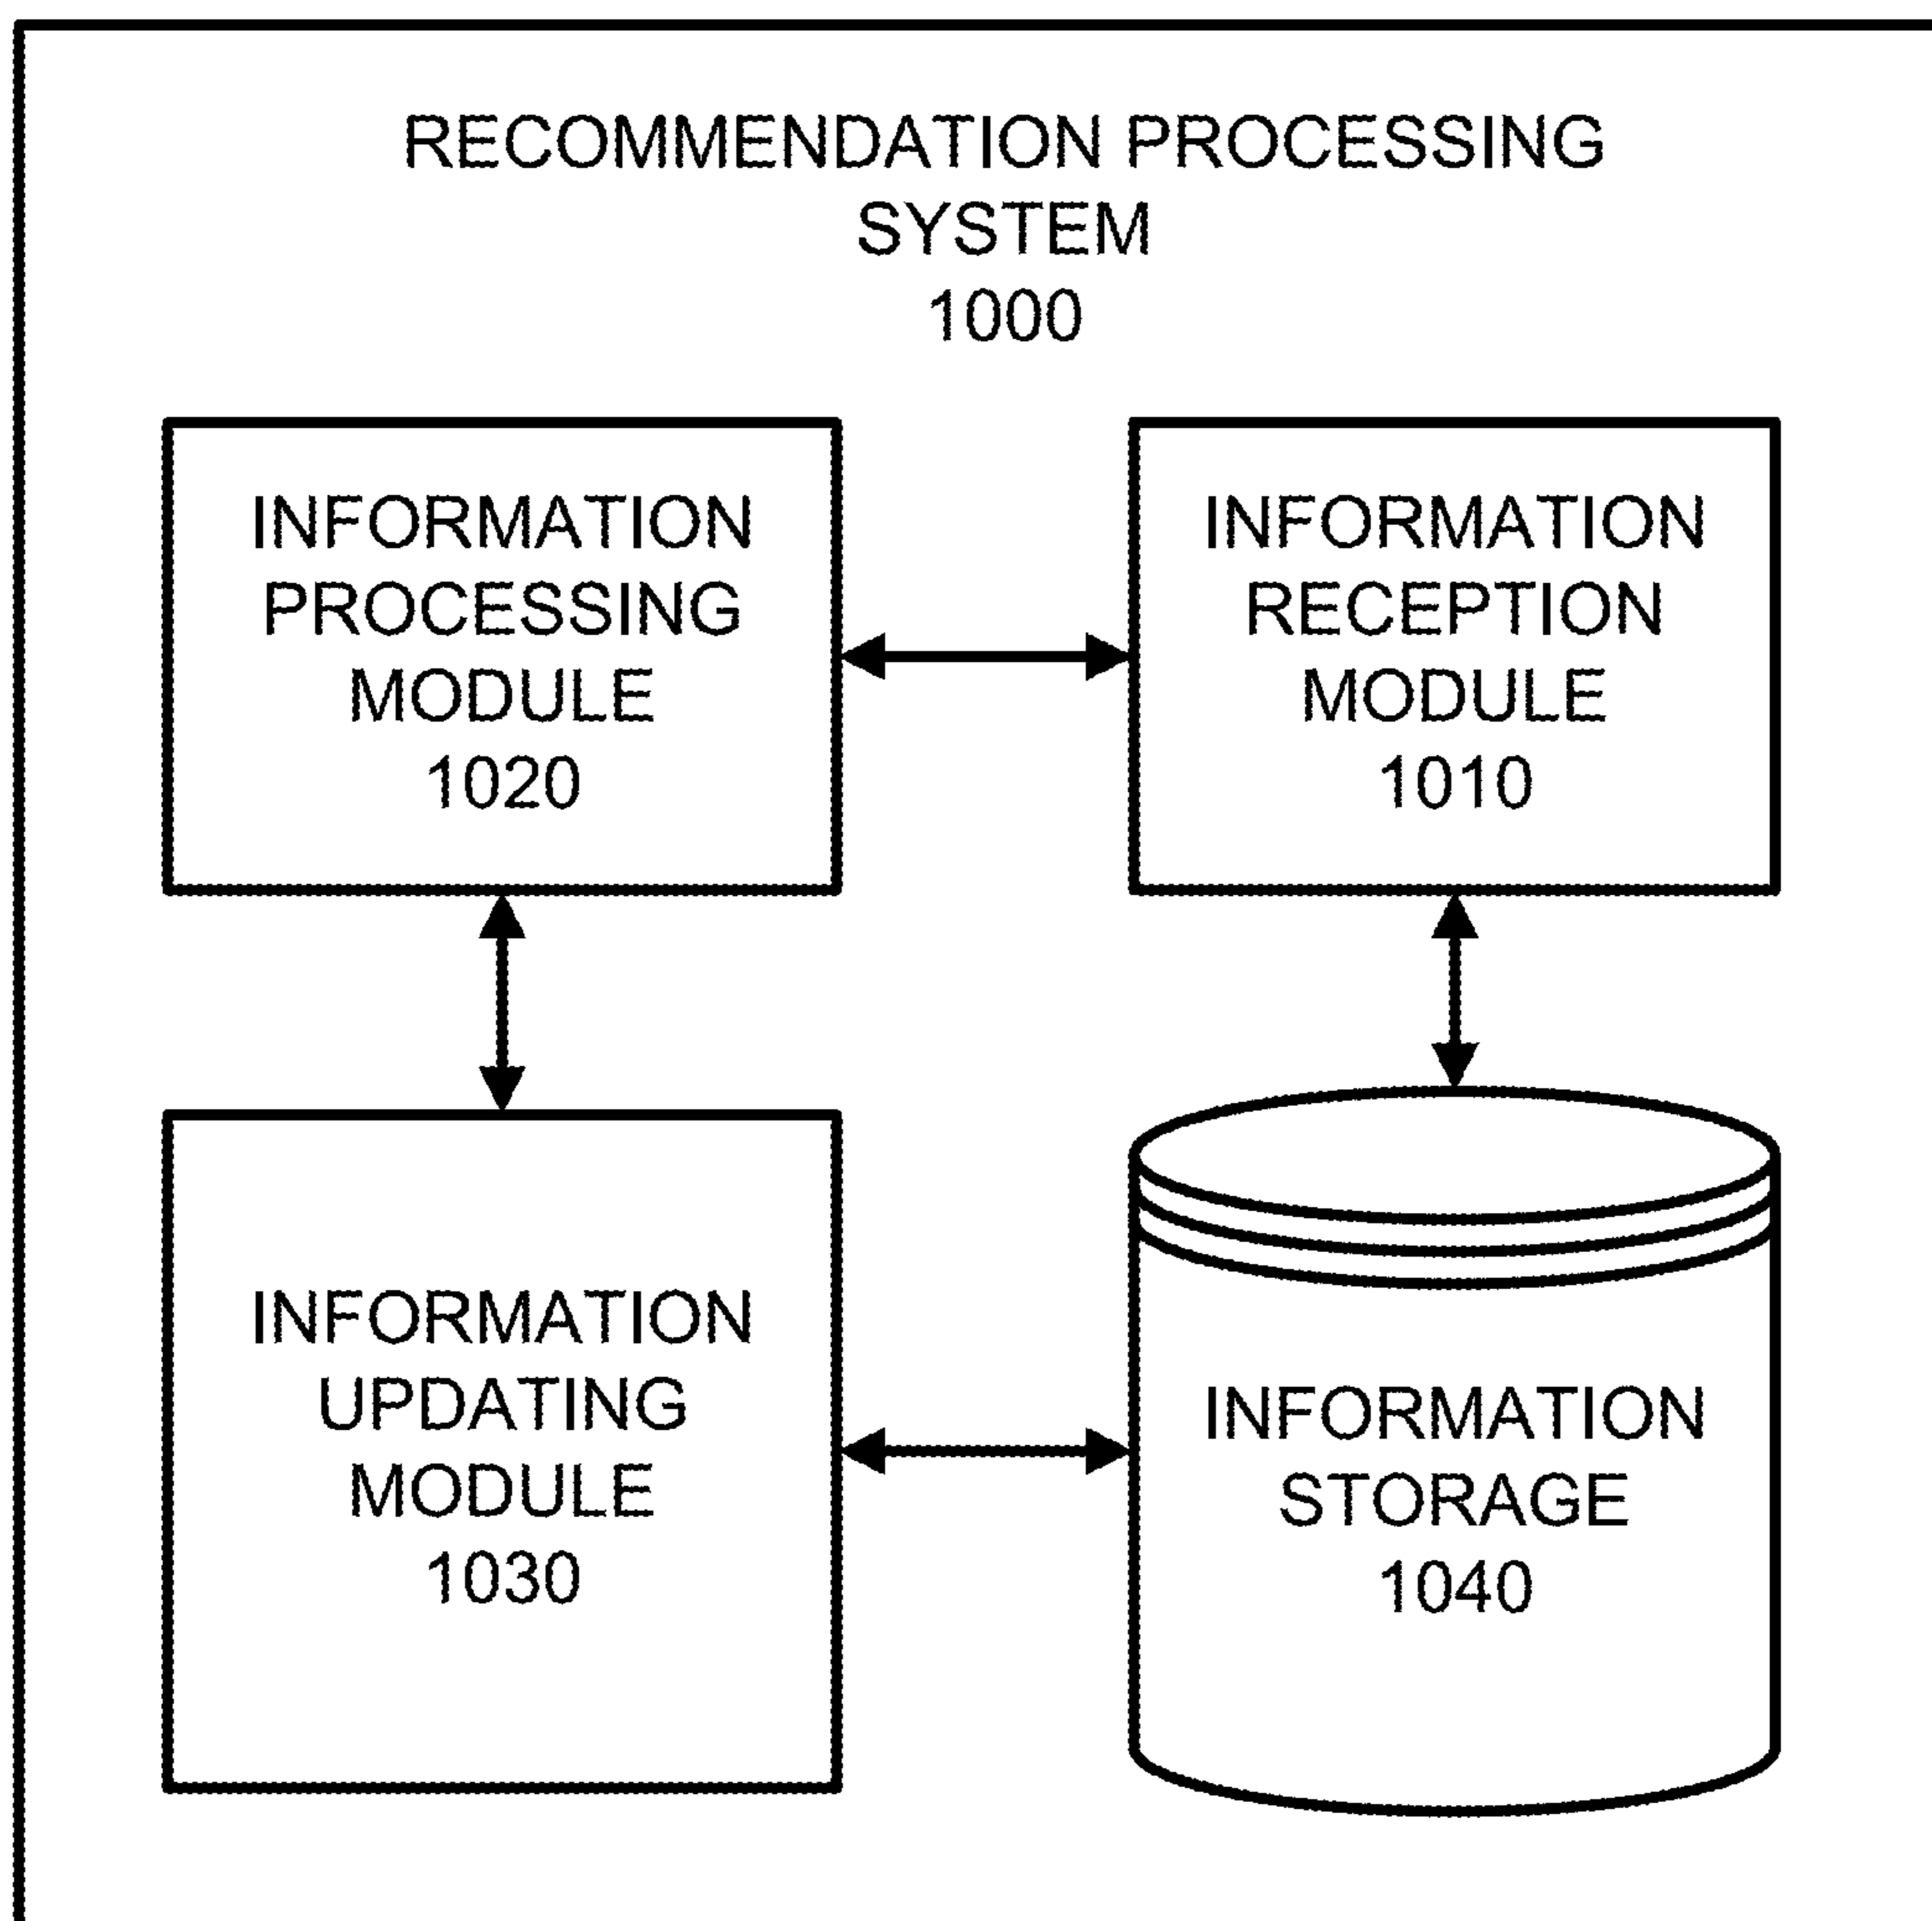 RECOMMENDATION PROCESSING
SYSTEM
1000
INFORMATION
PROCESSING
MODULE
1020
INFORMATION
RECEPTION
MODULE
1010
INFORMATION
UPDATING
MODULE
1030
INFORMATION
STORAGE
1040